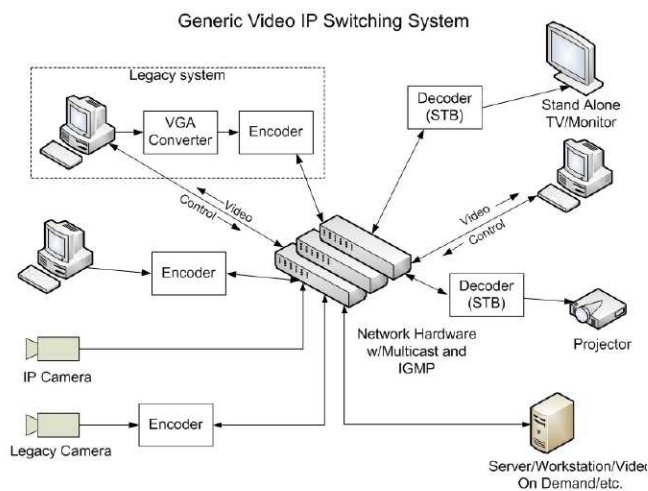 Generic Video IP Switching System
Legacy system
VGA
Converter
Encoder
Decoder
(STB)
Stand Alone
TV/Monitor
Video
Control
Video
Control
Encoder
Decoder
(STB)
Network Hardware
w/Multicast and
IGMP
Projector
IP Camera
Encoder
Legacy Camera
Server/Workstation/Video
On Demand/etc.